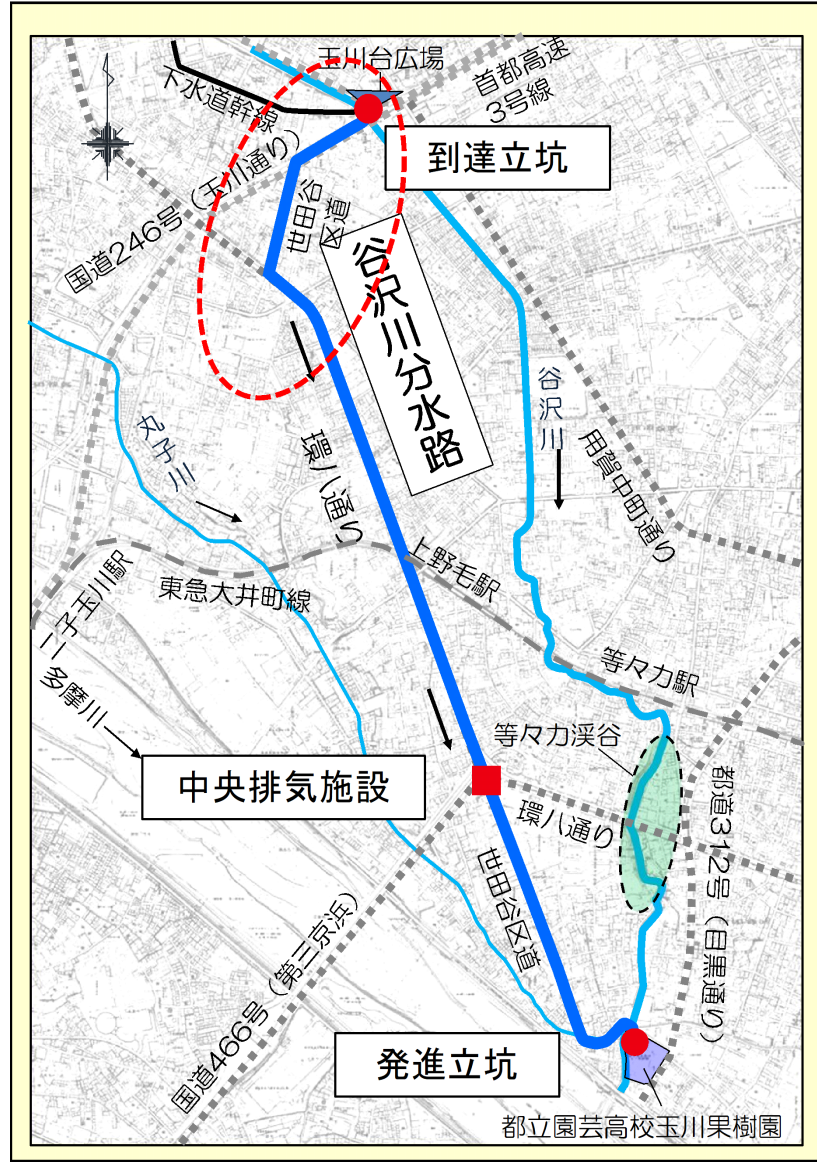 玉川台広場
首都高速
3号線
下水道幹線
到達立坑
国道246号（玉川通り）
世田谷
区道
谷沢川分水路
谷沢川
丸子川
環八通り
用賀中町通り
上野毛駅
東急大井町線
二子玉川駅
多摩川
等々力駅
等々力渓谷
中央排気施設
環八通り
都道312号（目黒通り）
世田谷区道
国道466号（第三京浜）
発進立坑
都立園芸高校玉川果樹園